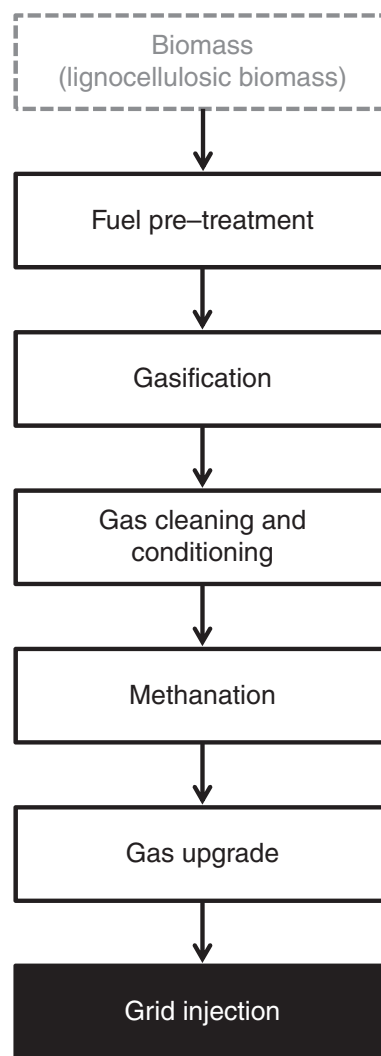 Biomass
(lignocellulosic biomass)
Fuel pre–treatment
Gasification
Gas cleaning and
conditioning
Methanation
Gas upgrade
Grid injection